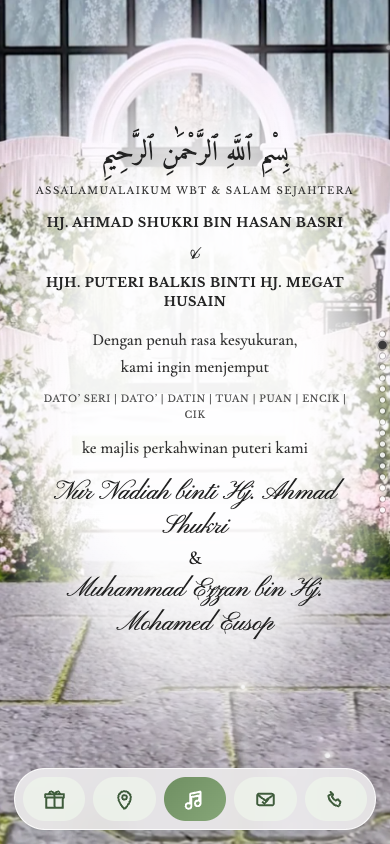 بِسْمِ ٱللَّهِ ٱلرَّحْمَٰنِ ٱلرَّحِيمِ
ASSALAMUALAIKUM WBT & SALAM SEJAHTERA
HJ. AHMAD SHUKRI BIN HASAN BASRI
&
HJH. PUTERI BALKIS BINTI HJ. MEGAT
HUSAIN
Dengan penuh rasa kesyukuran,
kami ingin menjemput
DATO' SERI | DATO' | DATIN | TUAN | PUAN | ENCIK |
CIK
ke majlis perkahwinan puteri kami
Nur Nadiah binti Hj. Ahmad
Shukri
&
Muhammad Ezzan bin Hj.
Mohamed Eusop